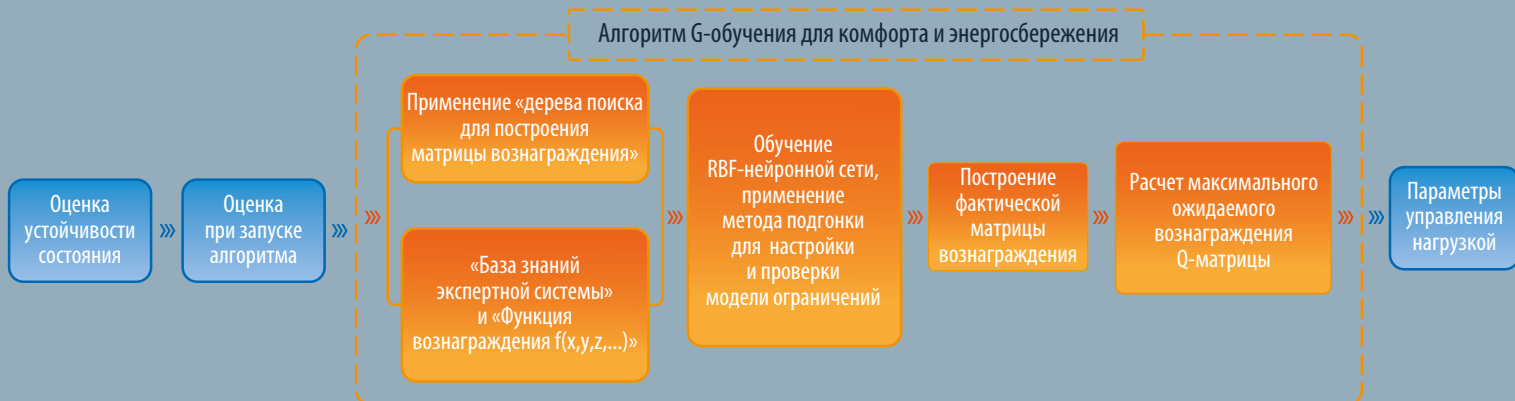 Алгоритм G-обучения для комфорта и энергосбережения
Оценка
устойчивости
состояния
Оценка
при запуске
алгоритма
Применение «дерева поиска
для построения
матрицы вознаграждения»
«База знаний
экспертной системы»
и «Функция
вознаграждения f(x,y,z,...)»
Обучение
RBF-нейронной сети,
применение
метода подгонки
для настройки
и проверки
модели ограничений
Построение
фактической
матрицы
вознаграждения
Расчет максимального
ожидаемого
вознаграждения
Q-матрицы
Параметры
управления
нагрузкой